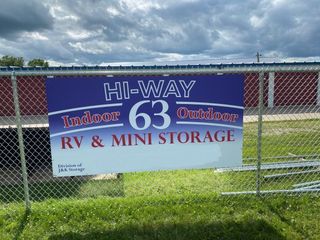 HI-WAY
Indoor 63 Outdoor
RV & MINI STORAGE
Division of
J&K Storage